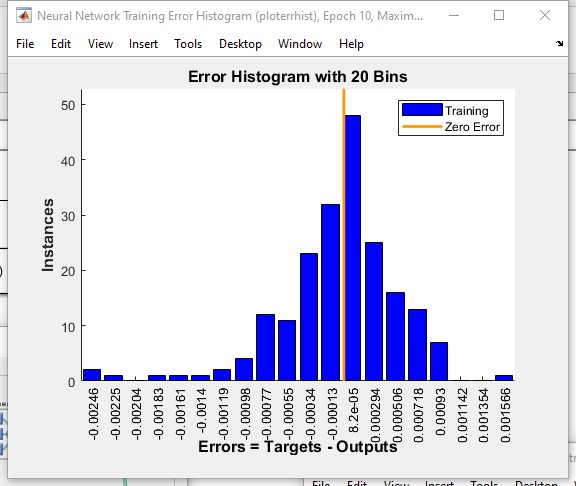 Neural Network Training Error Histogram (ploterrhist), Epoch 10, Maxim...
File Edit View Insert Tools Desktop Window Help
Error Histogram with 20 Bins
Training
Zero Error
Instances
50
40
30
20
10
0
-0.00246
-0.00225
-0.00204
-0.00183
-0.00161
-0.0014
-0.00119
-0.00098
-0.00077
-0.00055
-0.00034
-0.00013
8.2e-05
0.000294
0.000506
0.000718
0.00093
0.001142
0.001354
0.001566
Errors = Targets - Outputs
File Edit View Insert Tools Desktop